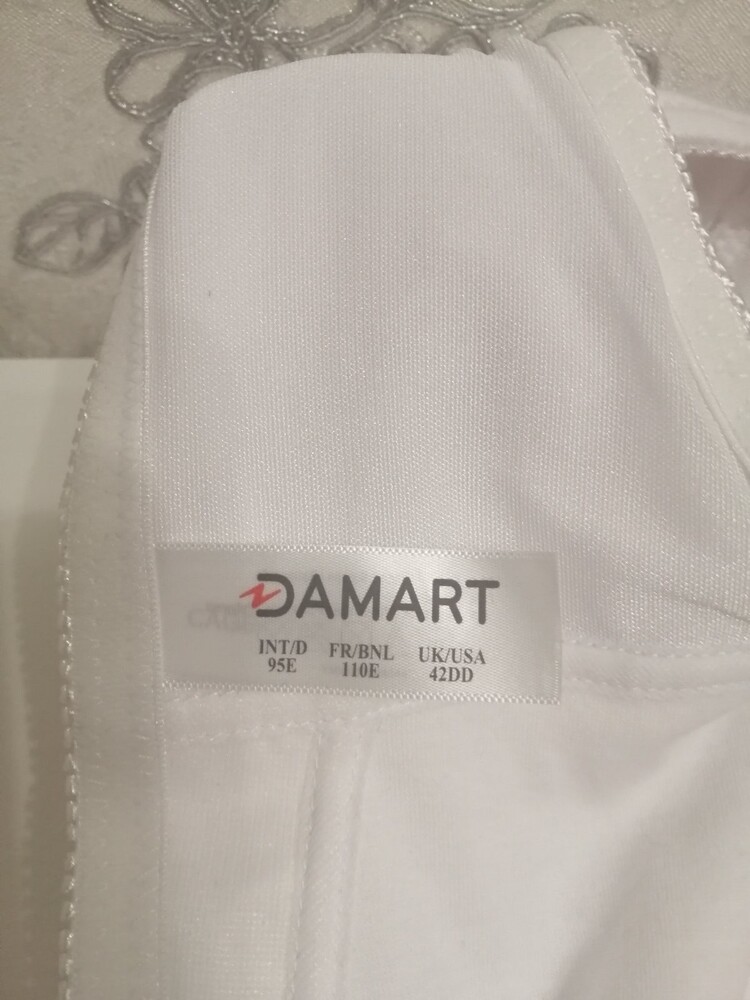 DAMART
INT/D FR/BNL UK/USA
95E 110E 42DD